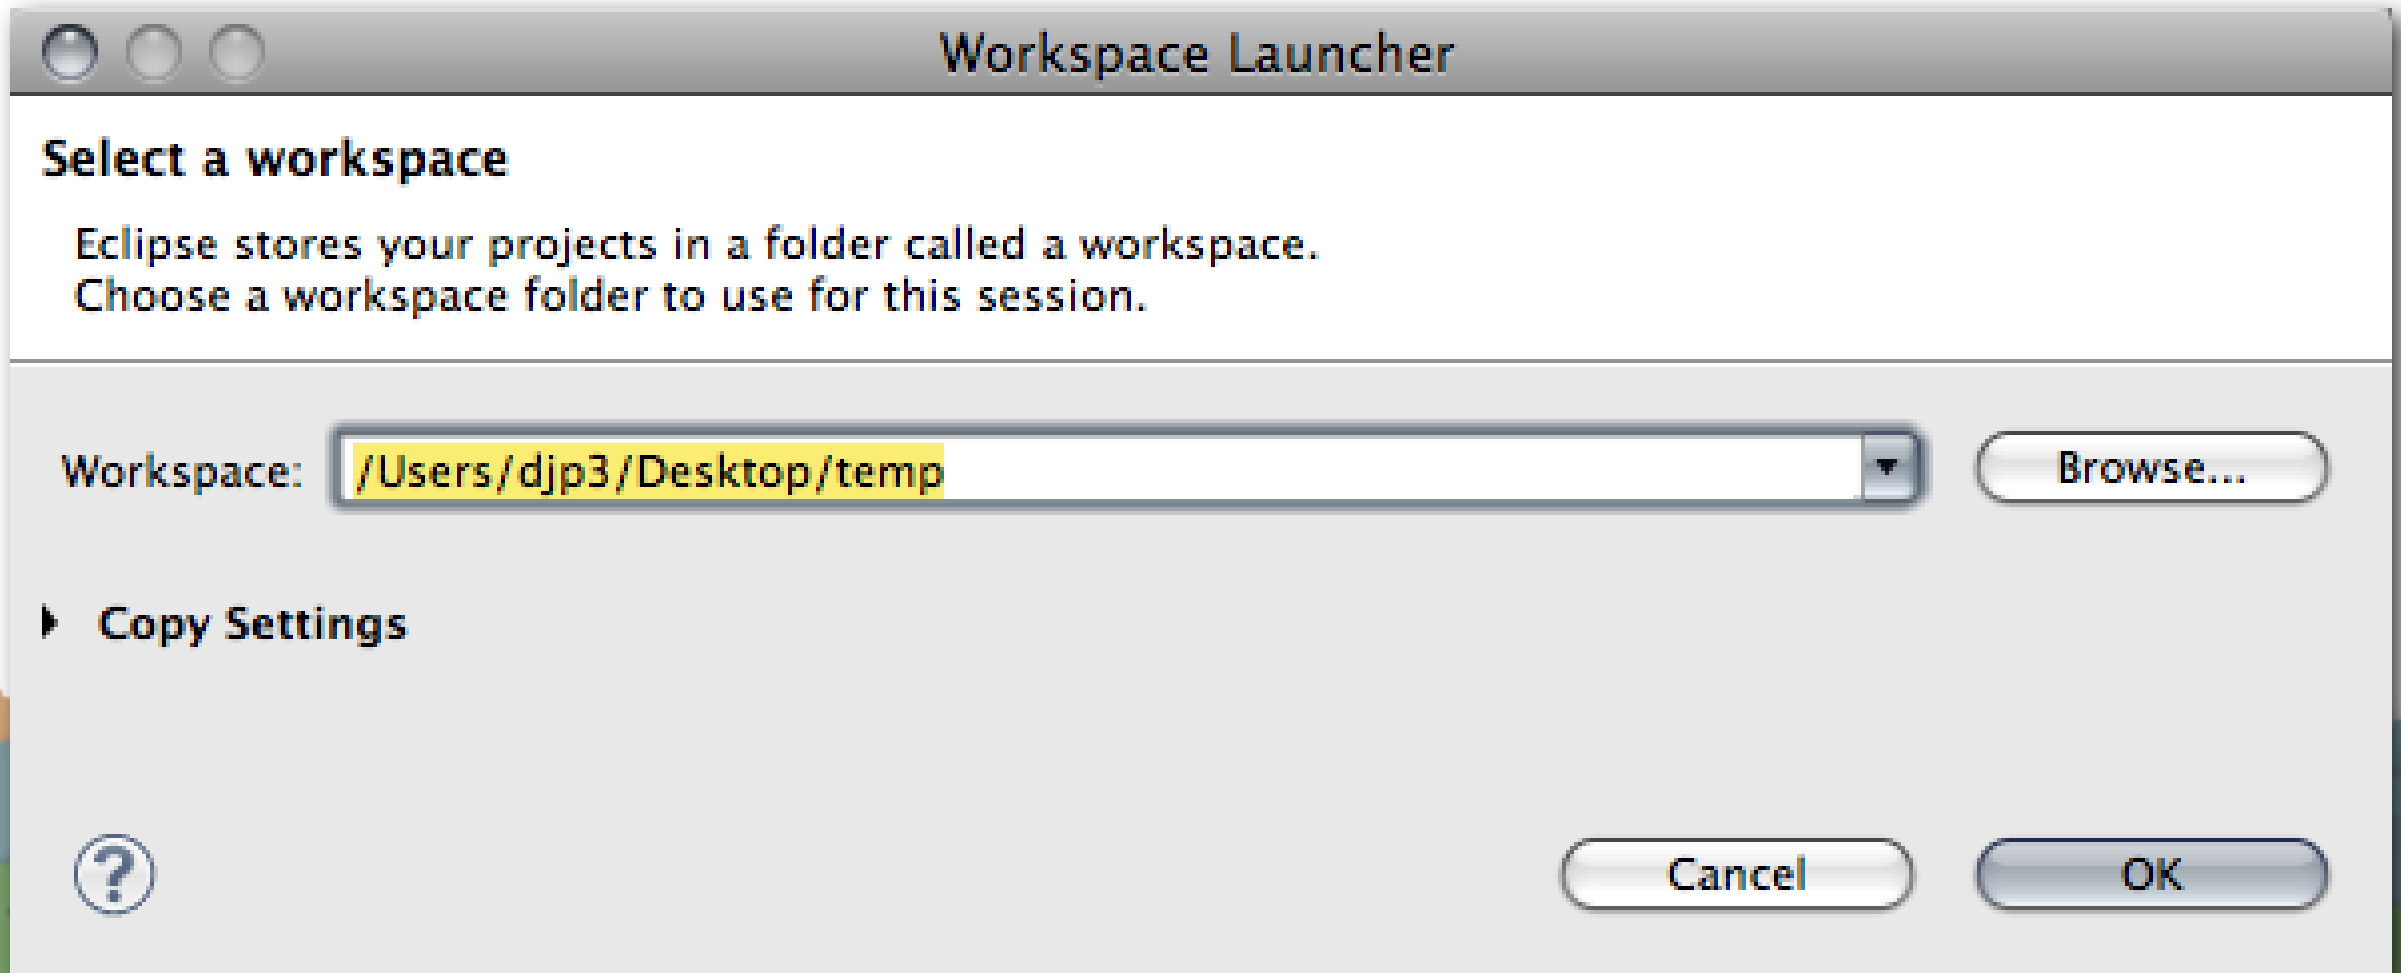 Workspace Launcher
Select a workspace
Eclipse stores your projects in a folder called a workspace.
Choose a workspace folder to use for this session.
Workspace: /Users/djp3/Desktop/temp Browse...
Copy Settings
? Cancel OK